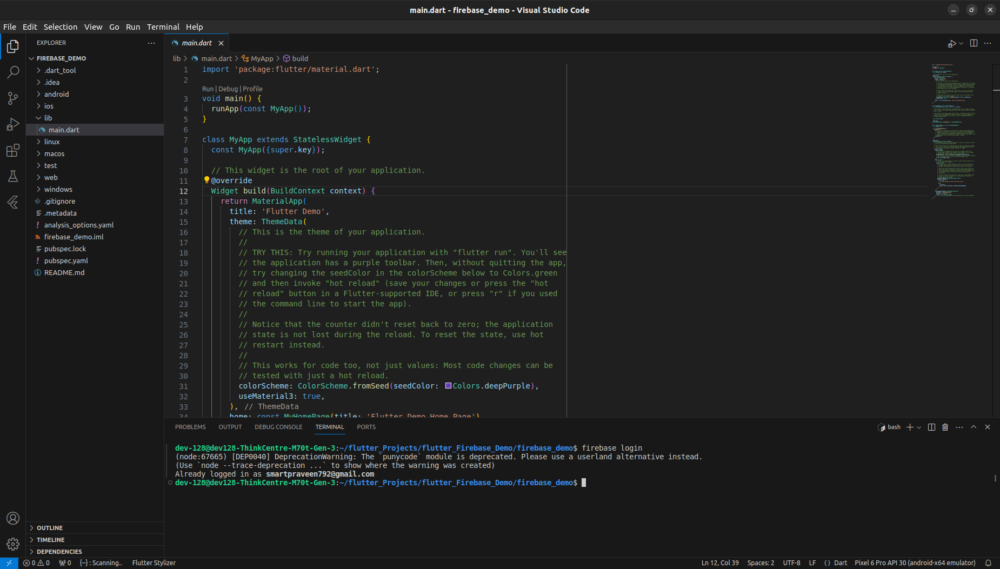 main.dart - firebase_demo - Visual Studio Code
File Edit Selection View Go Run Terminal Help
EXPLORER
FIREBASE_DEMO
.dart_tool
.idea
android
ios
lib
main.dart
linux
macos
test
web
windows
.gitignore
.metadata
analysis_options.yaml
firebase_demo.iml
pubspec.lock
pubspec.yaml
README.md
OUTLINE
TIMELINE
DEPENDENCIES
main.dart
lib > main.dart > MyApp > build
1 import 'package:flutter/material.dart';
2
Run | Debug | Profile
3 void main() {
4 runApp(const MyApp());
5 }
6
7 class MyApp extends StatelessWidget {
8 const MyApp({super.key});
9
10 // This widget is the root of your application.
11 @override
12 Widget build(BuildContext context) {
13 return MaterialApp(
14 title: 'Flutter Demo',
15 theme: ThemeData(
16 // This is the theme of your application.
17 //
18 // TRY THIS: Try running your application with "flutter run". You'll see
19 // the application has a purple toolbar. Then, without quitting the app,
20 // try changing the seedColor in the colorScheme below to Colors.green
21 // and then invoke "hot reload" (save your changes or press the "hot
22 // reload" button in a Flutter-supported IDE, or press "r" if you used
23 // the command line to start the app).
24 //
25 // Notice that the counter didn't reset back to zero; the application
26 // state is not lost during the reload. To reset the state, use hot
27 // restart instead.
28 //
29 // This works for code too, not just values: Most code changes can be
30 // tested with just a hot reload.
31 colorScheme: ColorScheme.fromSeed(seedColor: Colors.deepPurple),
32 useMaterial3: true,
33 ), // ThemeData
34 home: const MyHomePage(title: 'Flutter Demo Home Page')
PROBLEMS OUTPUT DEBUG CONSOLE TERMINAL PORTS
bash
dev-128@dev128-ThinkCentre-M70t-Gen-3:~/flutter_Projects/flutter_Firebase_Demo/firebase_demo$ firebase login
(node:67665) [DEP0040] DeprecationWarning: The `punycode` module is deprecated. Please use a userland alternative instead.
(Use `node --trace-deprecation ...` to show where the warning was created)
Already logged in as smartpraveen792@gmail.com
dev-128@dev128-ThinkCentre-M70t-Gen-3:~/flutter_Projects/flutter_Firebase_Demo/firebase_demo$
0 0 0 {--} : Scanning.. Flutter Stylizer Ln 12, Col 39 Spaces: 2 UTF-8 LF {} Dart Pixel 6 Pro API 30 (android-x64 emulator)